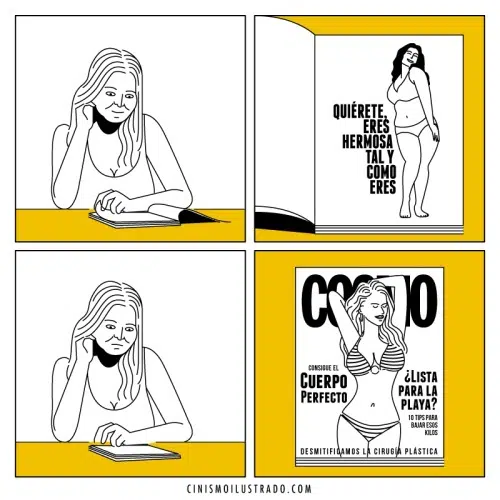 QUIÉRETE,
ERES
HERMOSA
TAL Y
COMO
ERES
COSMO
CONSIGUE EL
CUERPO
PERFECTO
¿LISTA
PARA LA
PLAYA?
10 TIPS PARA
BAJAR ESOS
KILOS
DESMITIFICAMOS LA CIRUGÍA PLÁSTICA
CINISMOILUSTRADO.COM